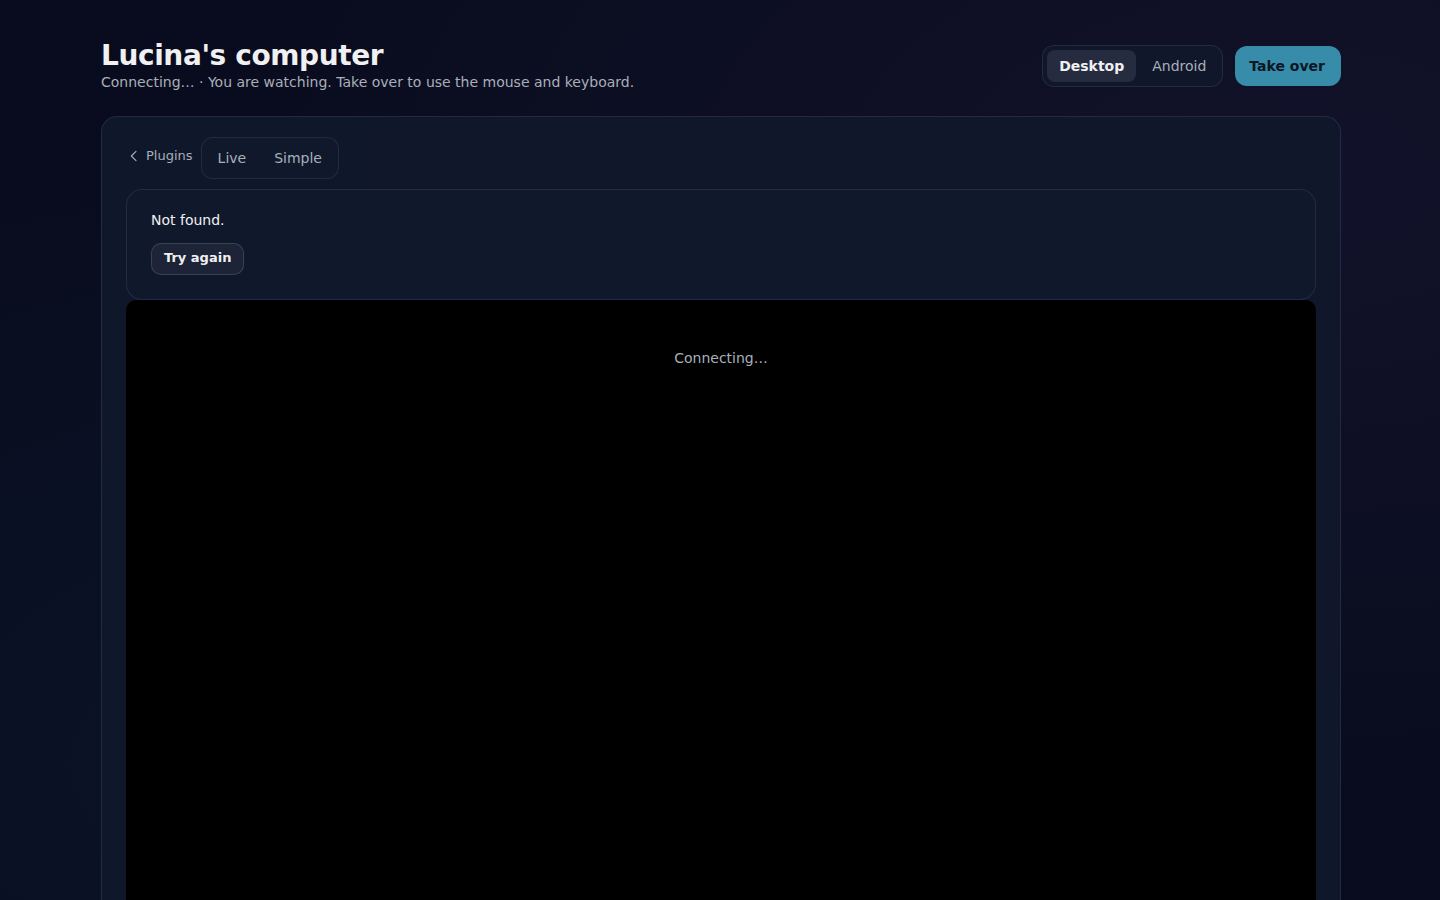 Lucina's computer
Connecting… · You are watching. Take over to use the mouse and keyboard.
Desktop
Android
Take over
Plugins
Live
Simple
Not found.
Try again
Connecting…